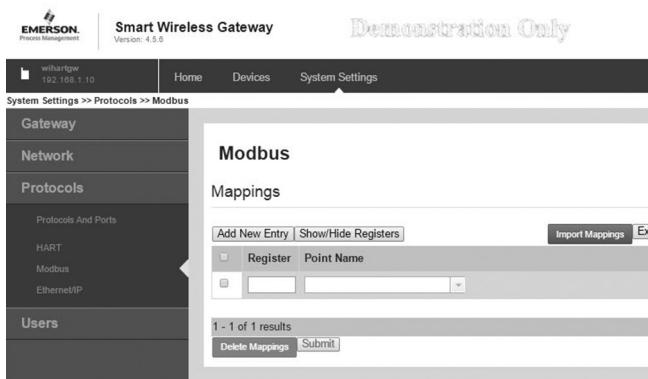 EMERSON.
Process Management
Smart Wireless Gateway
Version: 4.5.6
Demonstration Only
wihartgw
192.168.1.10
Home Devices System Settings
System Settings >> Protocols >> Modbus
Gateway
Network
Protocols
Protocols And Ports
HART
Modbus
Ethernet/IP
Users
Modbus
Mappings
Add New Entry Show/Hide Registers Import Mappings Ex
Register Point Name
1 - 1 of 1 results
Delete Mappings Submit